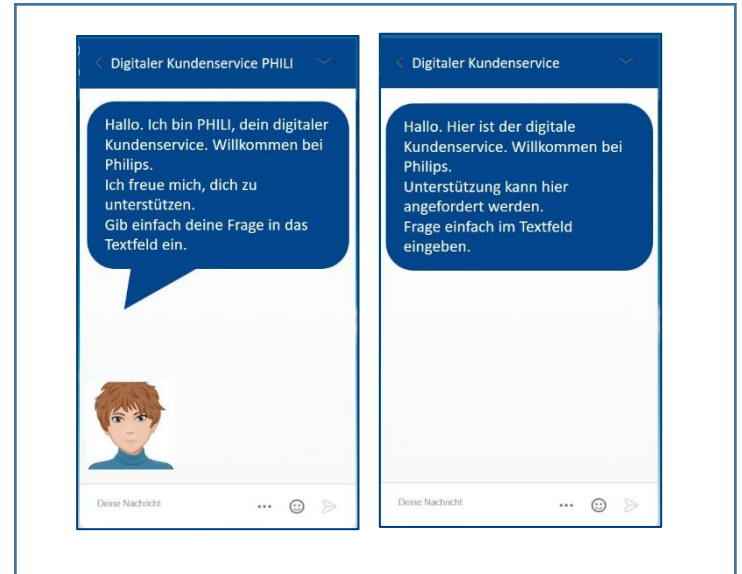 Digitaler Kundenservice PHILI
Hallo. Ich bin PHILI, dein digitaler
Kundenservice. Willkommen bei
Philips.
Ich freue mich, dich zu
unterstützen.
Gib einfach deine Frage in das
Textfeld ein.
Deine Nachricht
Digitaler Kundenservice
Hallo. Hier ist der digitale
Kundenservice. Willkommen bei
Philips.
Unterstützung kann hier
angefordert werden.
Frage einfach im Textfeld
eingeben.
Deine Nachricht